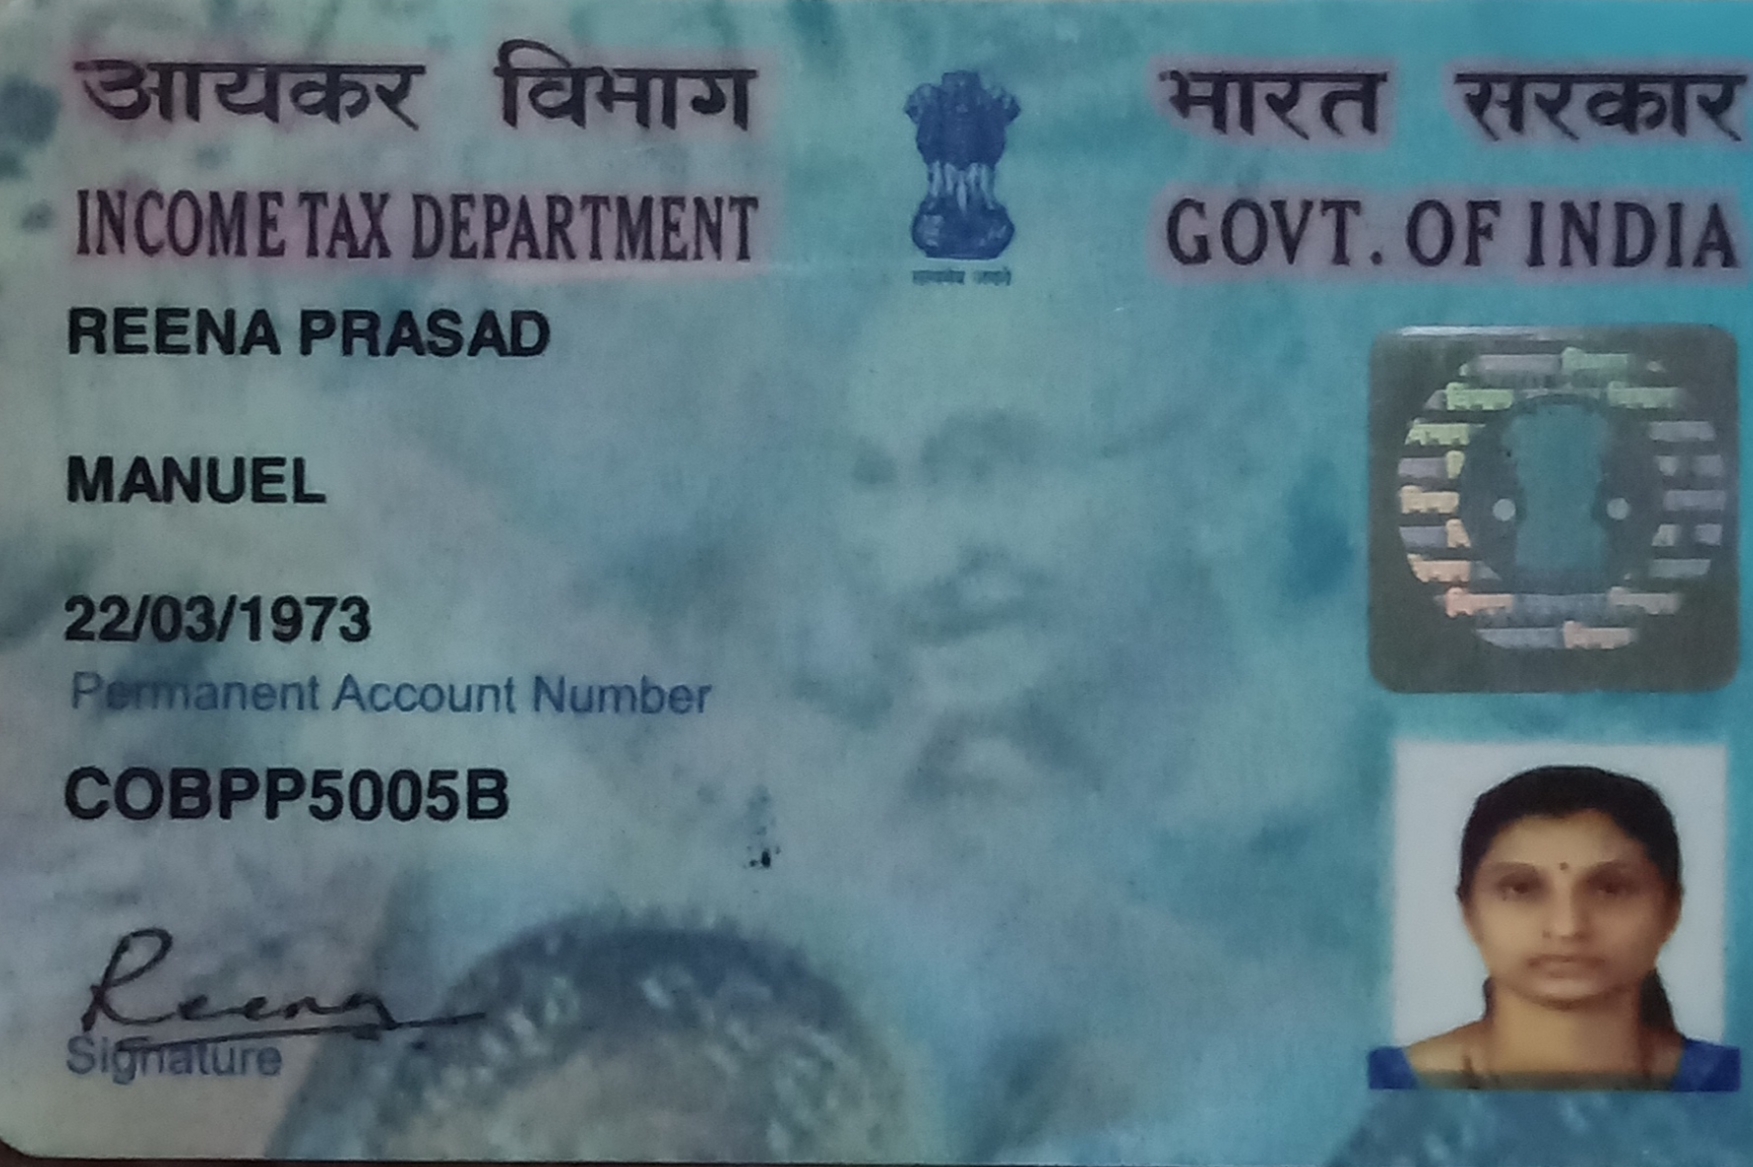 आयकर विभाग
INCOME TAX DEPARTMENT
भारत सरकार
GOVT. OF INDIA
सत्यमेव जयते
REENA PRASAD
MANUEL
22/03/1973
Permanent Account Number
COBPP5005B
Reena
Signature